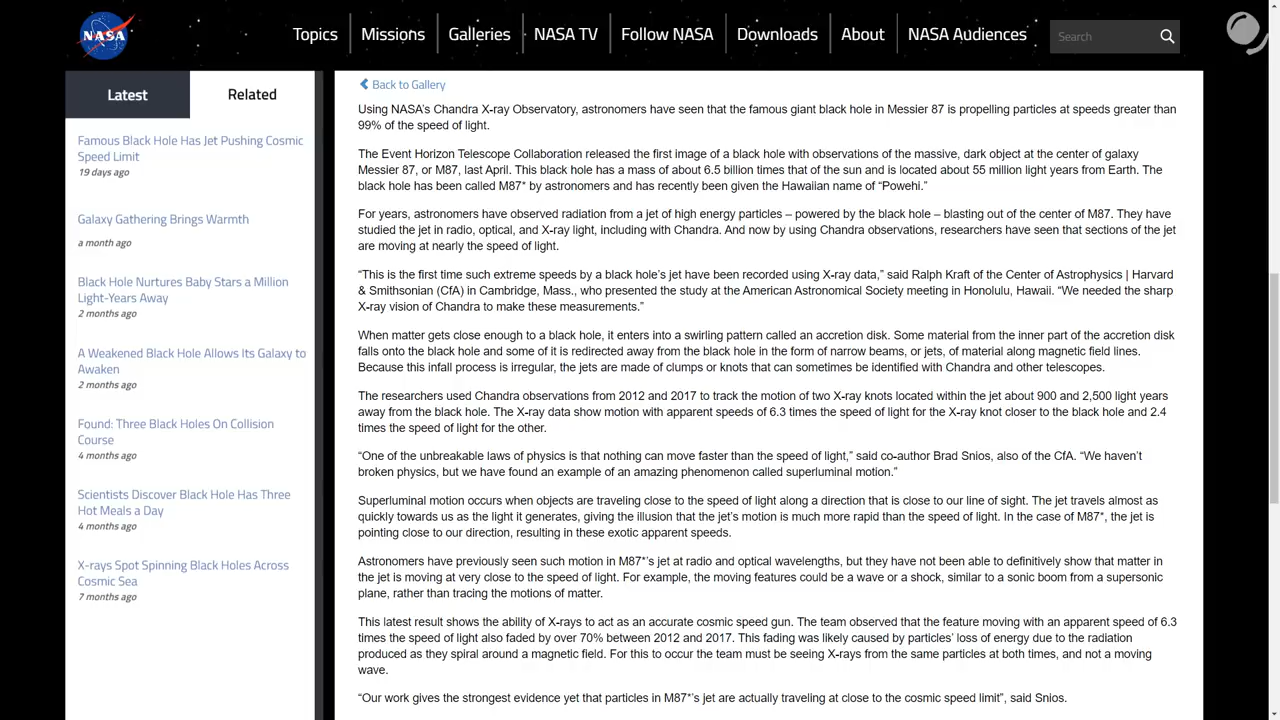 NASA
Topics
Missions
Galleries
NASA TV
Follow NASA
Downloads
About
NASA Audiences
Search
Latest
Related
Famous Black Hole Has Jet Pushing Cosmic
Speed Limit
19 days ago
Galaxy Gathering Brings Warmth
a month ago
Black Hole Nurtures Baby Stars a Million
Light-Years Away
2 months ago
A Weakened Black Hole Allows Its Galaxy to
Awaken
2 months ago
Found: Three Black Holes On Collision
Course
4 months ago
Scientists Discover Black Hole Has Three
Hot Meals a Day
4 months ago
X-rays Spot Spinning Black Holes Across
Cosmic Sea
7 months ago
Back to Gallery
Using NASA's Chandra X-ray Observatory, astronomers have seen that the famous giant black hole in Messier 87 is propelling particles at speeds greater than
99% of the speed of light.
The Event Horizon Telescope Collaboration released the first image of a black hole with observations of the massive, dark object at the center of galaxy
Messier 87, or M87, last April. This black hole has a mass of about 6.5 billion times that of the sun and is located about 55 million light years from Earth. The
black hole has been called M87* by astronomers and has recently been given the Hawaiian name of “Powehi.”
For years, astronomers have observed radiation from a jet of high energy particles – powered by the black hole – blasting out of the center of M87. They have
studied the jet in radio, optical, and X-ray light, including with Chandra. And now by using Chandra observations, researchers have seen that sections of the jet
are moving at nearly the speed of light.
“This is the first time such extreme speeds by a black hole’s jet have been recorded using X-ray data,” said Ralph Kraft of the Center of Astrophysics | Harvard
& Smithsonian (CfA) in Cambridge, Mass., who presented the study at the American Astronomical Society meeting in Honolulu, Hawaii. “We needed the sharp
X-ray vision of Chandra to make these measurements.”
When matter gets close enough to a black hole, it enters into a swirling pattern called an accretion disk. Some material from the inner part of the accretion disk
falls onto the black hole and some of it is redirected away from the black hole in the form of narrow beams, or jets, of material along magnetic field lines.
Because this infall process is irregular, the jets are made of clumps or knots that can sometimes be identified with Chandra and other telescopes.
The researchers used Chandra observations from 2012 and 2017 to track the motion of two X-ray knots located within the jet about 900 and 2,500 light years
away from the black hole. The X-ray data show motion with apparent speeds of 6.3 times the speed of light for the X-ray knot closer to the black hole and 2.4
times the speed of light for the other.
“One of the unbreakable laws of physics is that nothing can move faster than the speed of light,” said co-author Brad Snios, also of the CfA. “We haven’t
broken physics, but we have found an example of an amazing phenomenon called superluminal motion.”
Superluminal motion occurs when objects are traveling close to the speed of light along a direction that is close to our line of sight. The jet travels almost as
quickly towards us as the light it generates, giving the illusion that the jet’s motion is much more rapid than the speed of light. In the case of M87*, the jet is
pointing close to our direction, resulting in these exotic apparent speeds.
Astronomers have previously seen such motion in M87*’s jet at radio and optical wavelengths, but they have not been able to definitively show that matter in
the jet is moving at very close to the speed of light. For example, the moving features could be a wave or a shock, similar to a sonic boom from a supersonic
plane, rather than tracing the motions of matter.
This latest result shows the ability of X-rays to act as an accurate cosmic speed gun. The team observed that the feature moving with an apparent speed of 6.3
times the speed of light also faded by over 70% between 2012 and 2017. This fading was likely caused by particles’ loss of energy due to the radiation
produced as they spiral around a magnetic field. For this to occur the team must be seeing X-rays from the same particles at both times, and not a moving
wave.
“Our work gives the strongest evidence yet that particles in M87*’s jet are actually traveling at close to the cosmic speed limit”, said Snios.